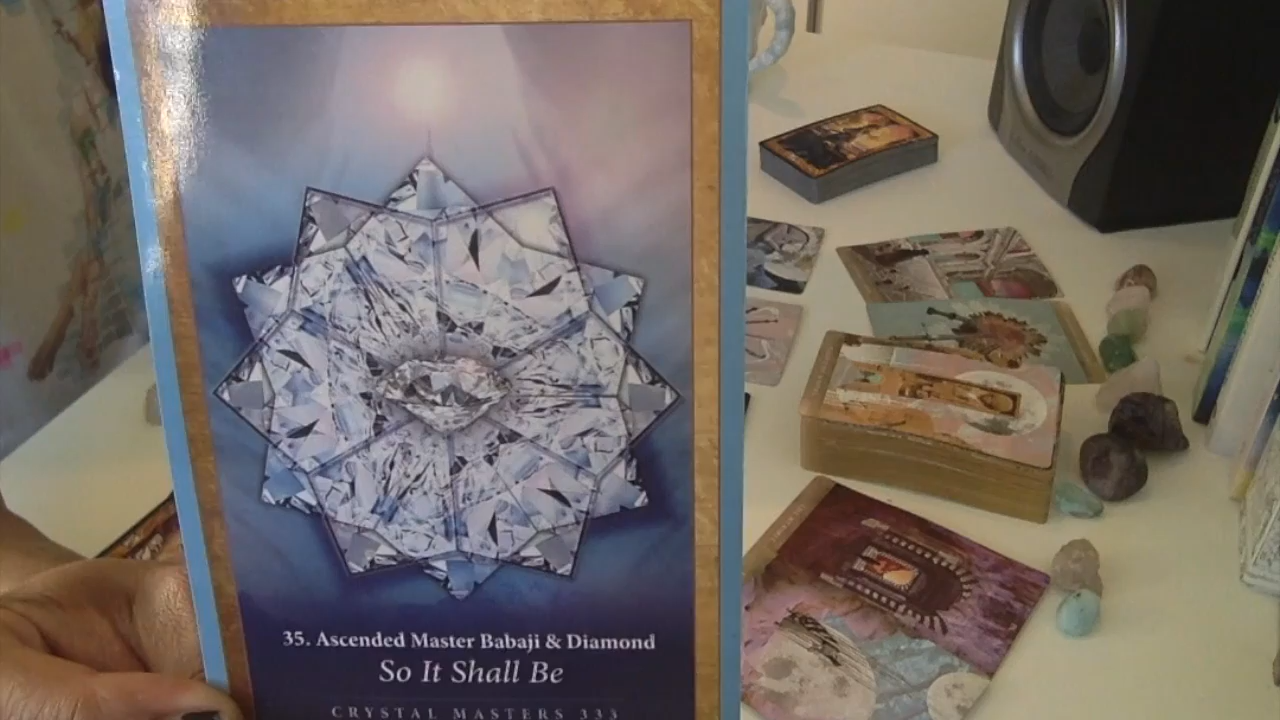 35. Ascended Master Babaji & Diamond
So It Shall Be
CRYSTAL MASTERS 333